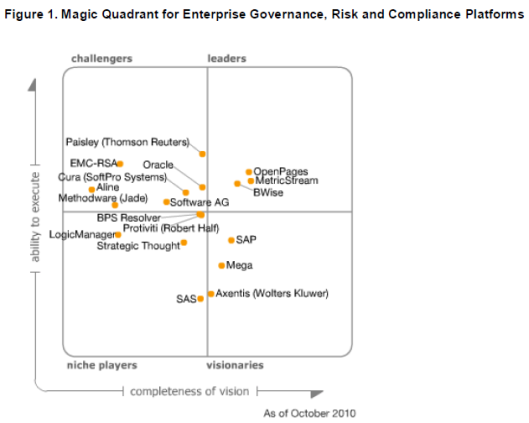 Figure 1. Magic Quadrant for Enterprise Governance, Risk and Compliance Platforms
challengers
leaders
Paisley (Thomson Reuters)
EMC-RSA
Oracle
OpenPages
Cura (SoftPro Systems)
MetricStream
Aline
BWise
Methodware (Jade)
Software AG
BPS Resolver
Protiviti (Robert Half)
LogicManager
SAP
Strategic Thought
Mega
Axentis (Wolters Kluwer)
SAS
niche players
visionaries
ability to execute
completeness of vision
As of October 2010